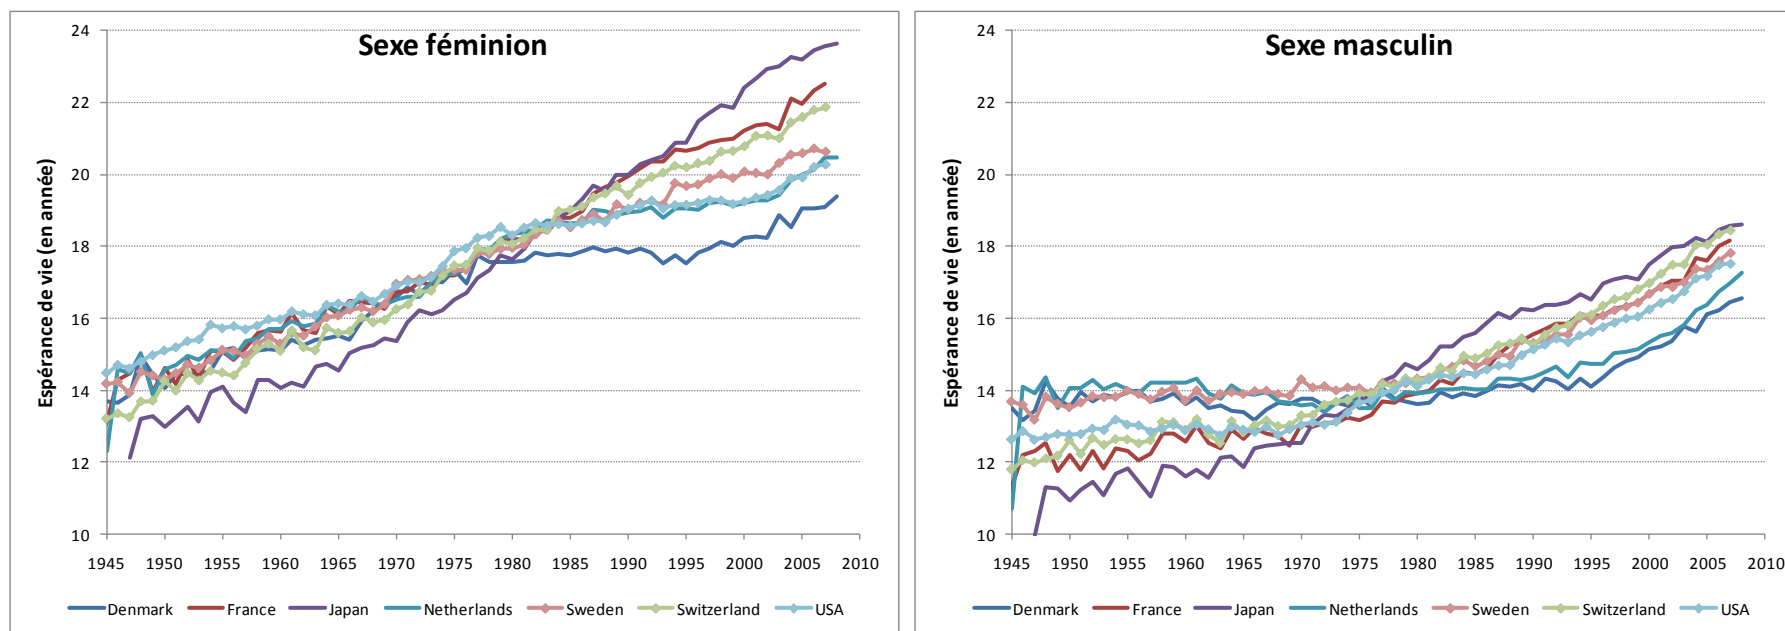 Sexe féminion
Espérance de vie (en année)
24
22
20
18
16
14
12
10
1945 1950 1955 1960 1965 1970 1975 1980 1985 1990 1995 2000 2005 2010
Denmark France Japan Netherlands Sweden Switzerland USA
Sexe masculin
Espérance de vie (en année)
24
22
20
18
16
14
12
10
1945 1950 1955 1960 1965 1970 1975 1980 1985 1990 1995 2000 2005 2010
Denmark France Japan Netherlands Sweden Switzerland USA